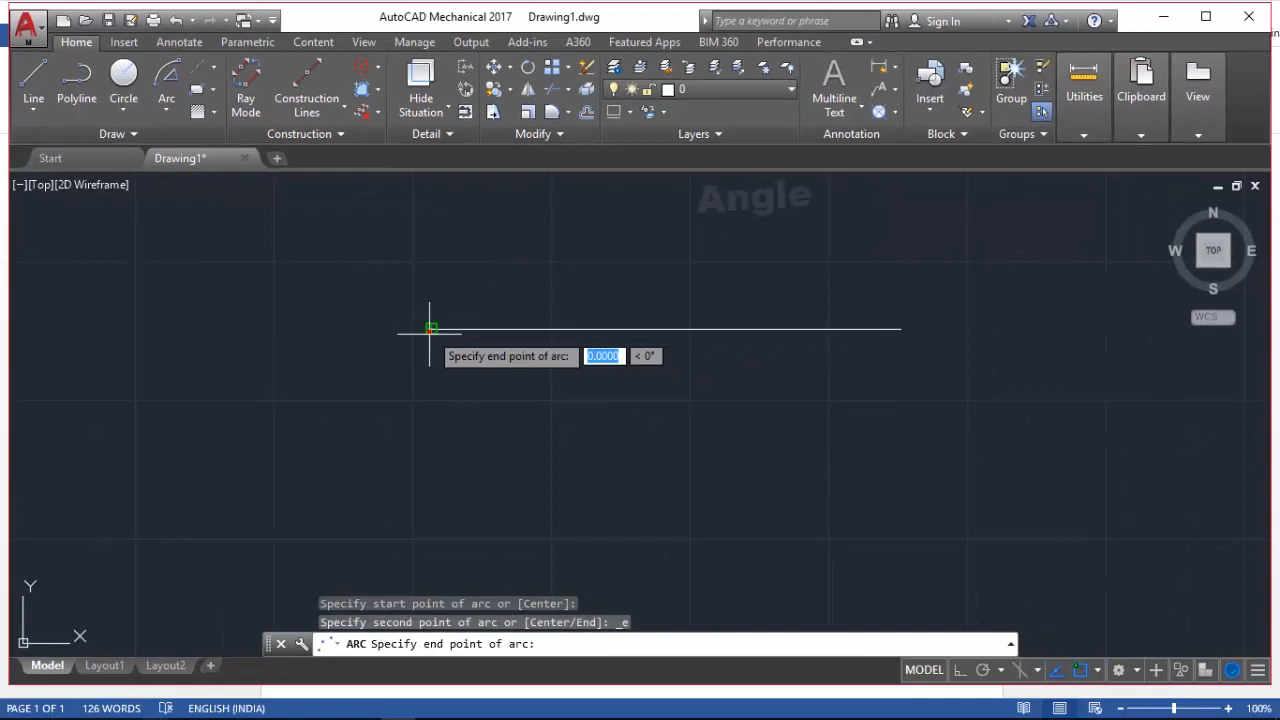 AutoCAD Mechanical 2017 Drawing1.dwg
Type a keyword or phrase
Sign In
Home Insert Annotate Parametric Content View Manage Output Add-ins A360 Featured Apps BIM 360 Performance
Line Polyline Circle Arc Ray Mode Construction Lines Hide Situation 0 Multiline Text Insert Group Utilities Clipboard View
Draw Construction Detail Modify Layers Annotation Block Groups
Start Drawing1*
[−][Top][2D Wireframe]
Angle
N
W TOP E
S
WCS
Specify end point of arc: 0.0000 < 0°
Y
X
Specify start point of arc or [Center]:
Specify second point of arc or [Center/End]: _e
ARC Specify end point of arc:
Model Layout1 Layout2 MODEL
PAGE 1 OF 1 126 WORDS ENGLISH (INDIA) 100%